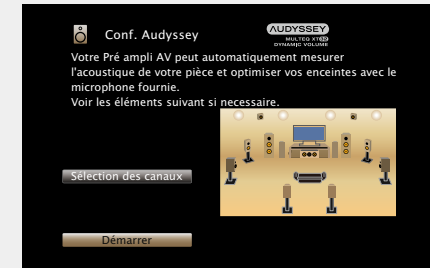 Conf. Audyssey
AUDYSSEY
MULTEQ XT32
DYNAMIC VOLUME
Votre Pré ampli AV peut automatiquement mesurer
l'acoustique de votre pièce et optimiser vos enceintes avec le
microphone fournie.
Voir les éléments suivant si necessaire.
Sélection des canaux
Démarrer